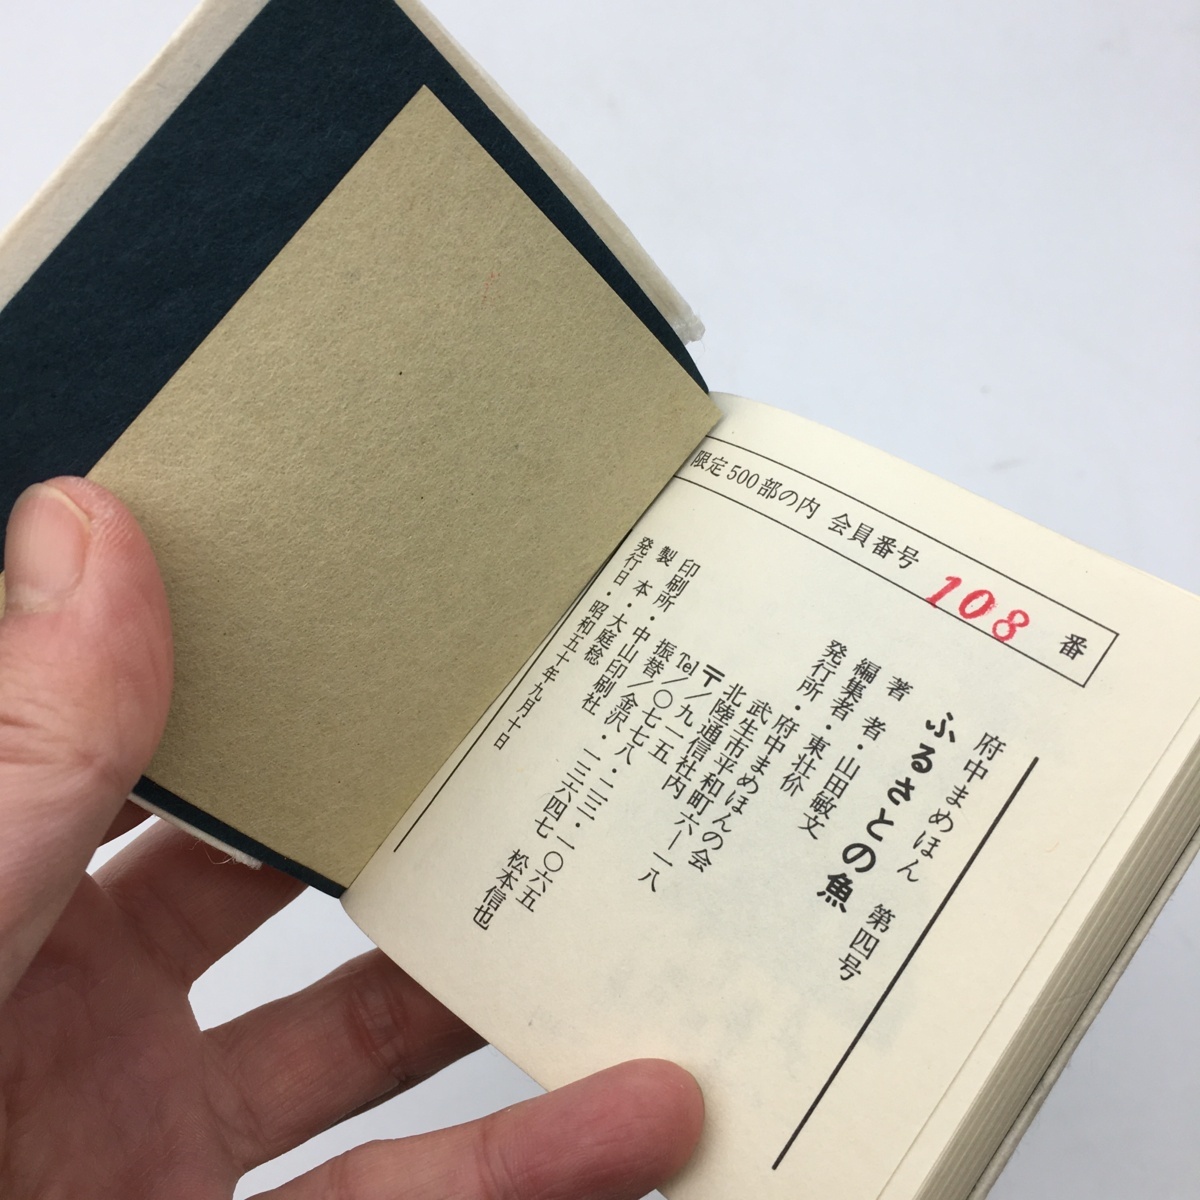 限定500部の内 会員番号 108 番
府中まめほん 第四号
ふるさとの魚
著者・山田敏文
編集者・東壮价
発行所・府中まめほんの会
武生市平和町六ー一八
北陸通信社内
〒九一五
Tel/〇七七八・二三・一〇六五
振替/金沢・一三六四七 松本信也
印刷所・中山印刷社
製本・大庭稔
発行日・昭和五十年九月十日